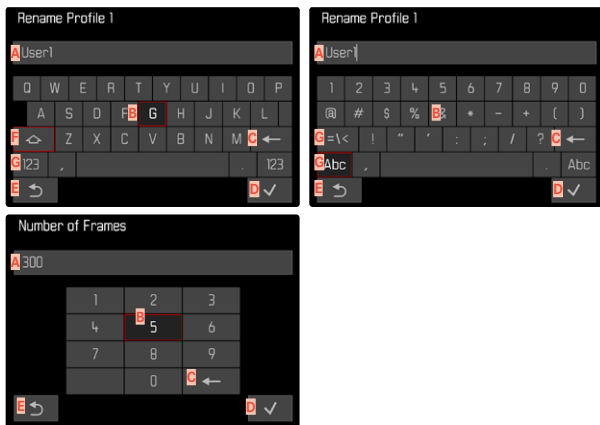 Rename Profile 1
A User1
Q W E R T Y U I O P
A S D F B G H J K L
F Z X C V B N M C ←
G 123 , . 123
E D ✓
Rename Profile 1
A User1
1 2 3 4 5 6 7 8 9 0
@ # $ % B & * - + ( )
G =\< ! " ' : ; / ? C ←
G Abc , . Abc
E D ✓
Number of Frames
A 300
1 2 3
B
4 5 6
7 8 9
0 C ←
E D ✓